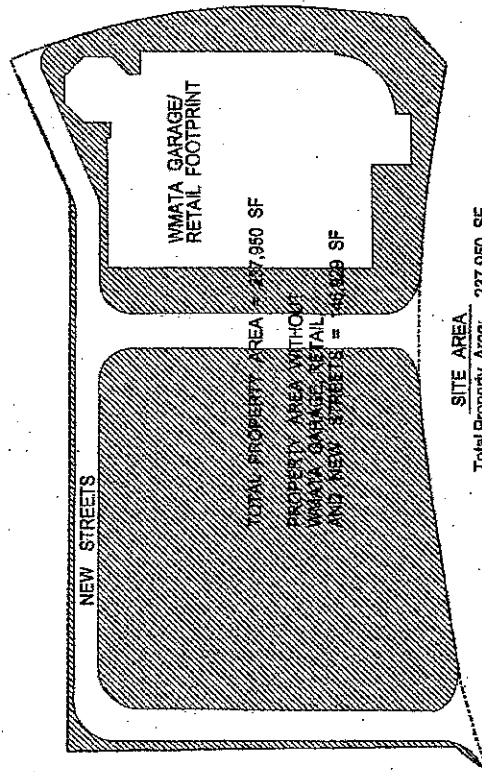 NEW STREETS
WMATA GARAGE/
RETAIL FOOTPRINT
TOTAL PROPERTY AREA = 237,950 SF
PROPERTY AREA WITHOUT
WMATA GARAGE, RETAIL,
AND NEW STREETS = SF
SITE AREA
Total Property Area: 237,950 SF